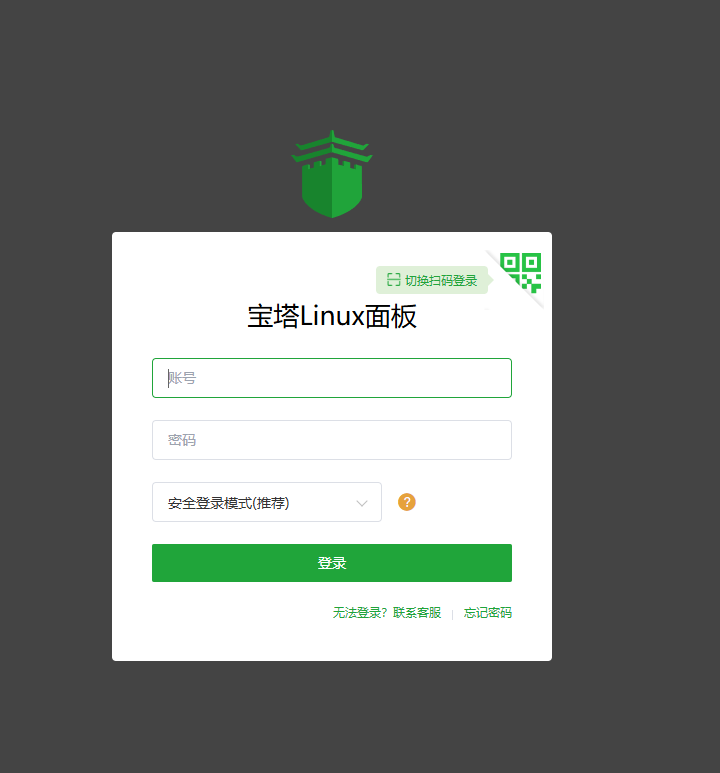 切换扫码登录
宝塔Linux面板
账号
密码
安全登录模式(推荐)
?
登录
无法登录? 联系客服 | 忘记密码